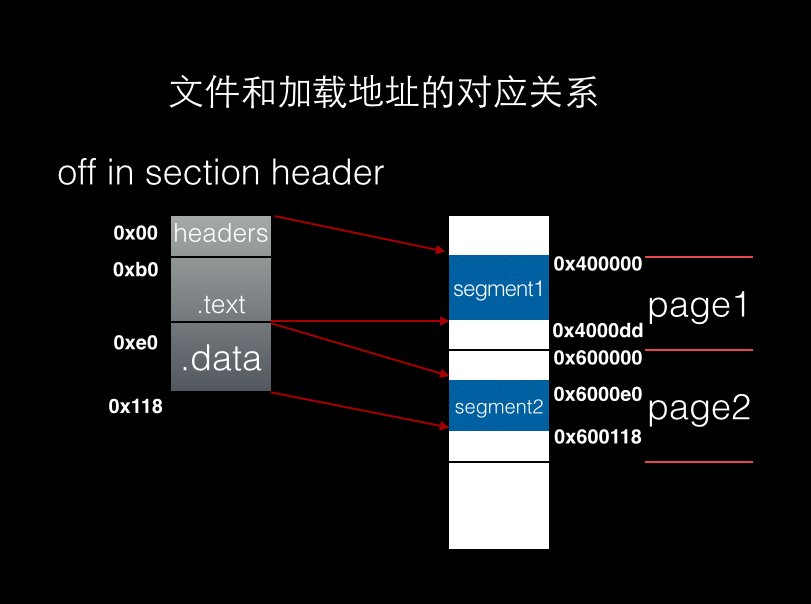 文件和加载地址的对应关系
off in section header
0x00
headers
0xb0
.text
0xe0
.data
0x118
segment1
0x400000
0x4000dd
0x600000
segment2
0x6000e0
0x600118
page1
page2